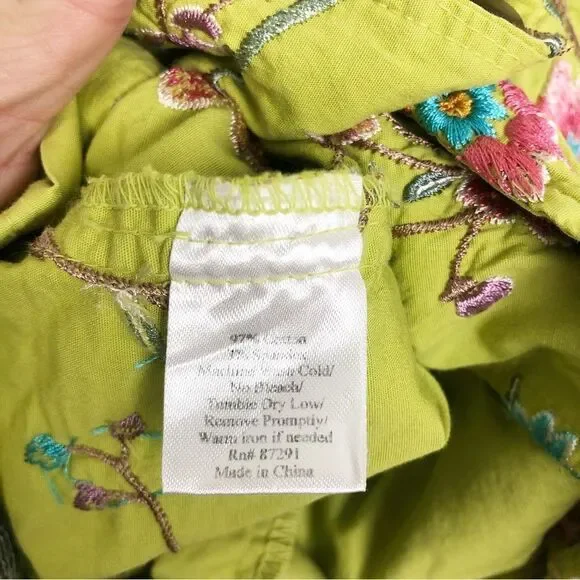 97% Cotton
3% Spandex
Machine Wash Cold/
No Bleach/
Tumble Dry Low/
Remove Promptly/
Warm iron if needed
Rn# 87291
Made in China